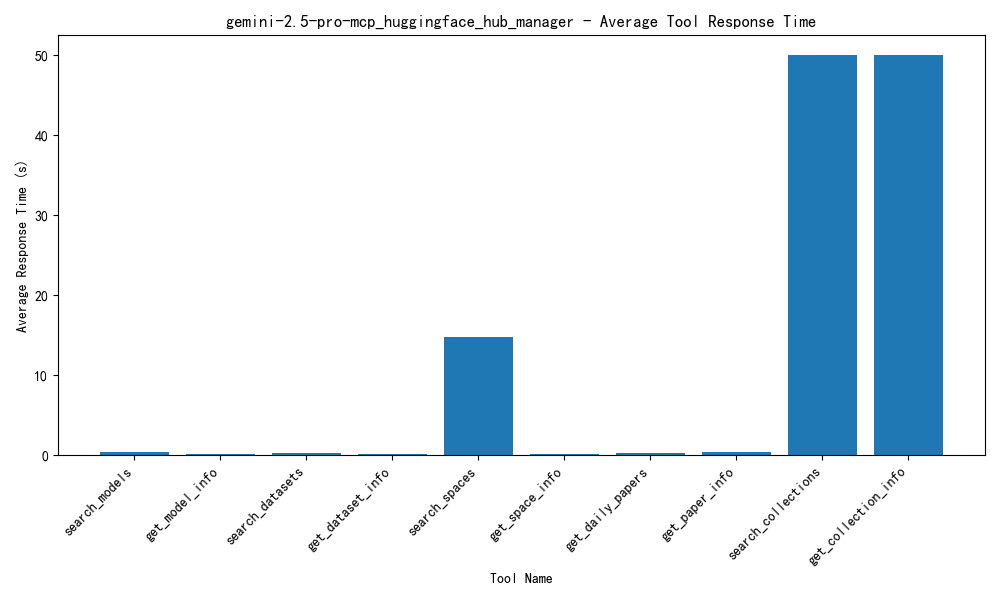 gemini-2.5-pro-mcp_huggingface_hub_manager - Average Tool Response Time
Average Response Time (s)
50
40
30
20
10
0
search_models
get_model_info
search_datasets
get_dataset_info
search_spaces
get_space_info
get_daily_papers
get_paper_info
search_collections
get_collection_info
Tool Name